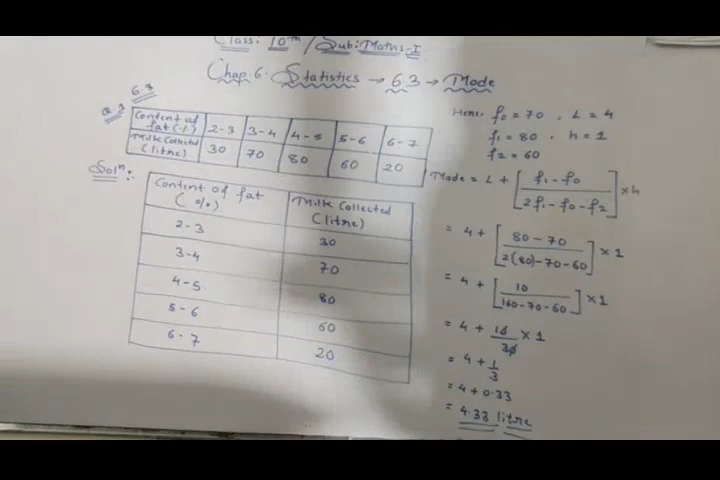 Class: 10th / Sub: Maths-I
Chap. 6. Statistics → 6.3 → Mode
6.3
Content of fat (%) 2-3 3-4 4-5 5-6 6-7
Milk Collected (litre) 30 70 80 60 20
Soln:-
Content of fat (%) Milk Collected (litre)
2-3 30
3-4 70
4-5 80
5-6 60
6-7 20
Here, f0 = 70 , L = 4
f1 = 80 , h = 1
f2 = 60
Mode = L + [f1 - f0 / 2f1 - f0 - f2] × h
= 4 + [80 - 70 / 2(80) - 70 - 60] × 1
= 4 + [10 / 160 - 70 - 60] × 1
= 4 + 10/30 × 1
= 4 + 1/3
= 4 + 0.33
= 4.33 litre